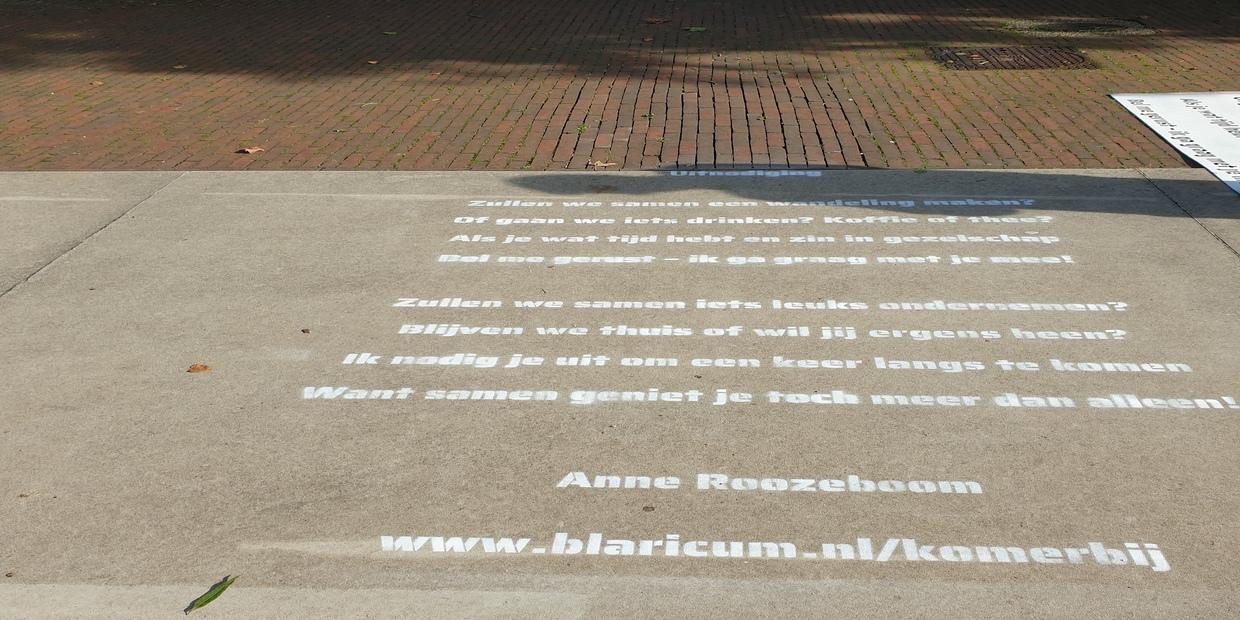 Uitnodiging
Zullen we samen een wandeling maken?
Of gaan we iets drinken? Koffie of thee?
Als je wat tijd hebt en zin in gezelschap
Bel me gerust - ik ga graag met je mee!
Zullen we samen iets leuks ondernemen?
Blijven we thuis of wil jij ergens heen?
Ik nodig je uit om een keer langs te komen
Want samen geniet je toch meer dan alleen!
Anne Roozeboom
www.blaricum.nl/komerbij